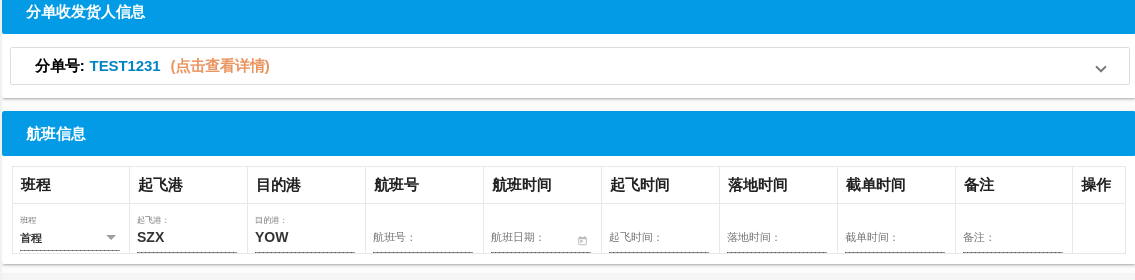 分单收发货人信息
分单号: TEST1231 (点击查看详情)
航班信息
班程 起飞港 目的港 航班号 航班时间 起飞时间 落地时间 截单时间 备注 操作
班程 起飞港： 目的港：
首程 SZX YOW 航班号： 航班日期： 起飞时间： 落地时间： 截单时间： 备注：